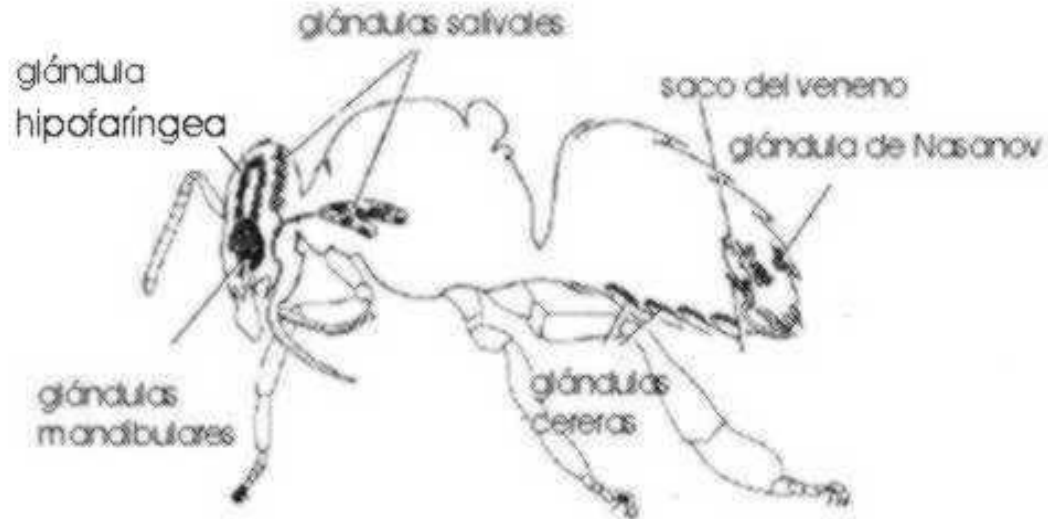 glándulas salivales
glándula
hipofaríngea
saco del veneno
glándula de Nasanov
glándulas
mandibulares
glándulas
cereras